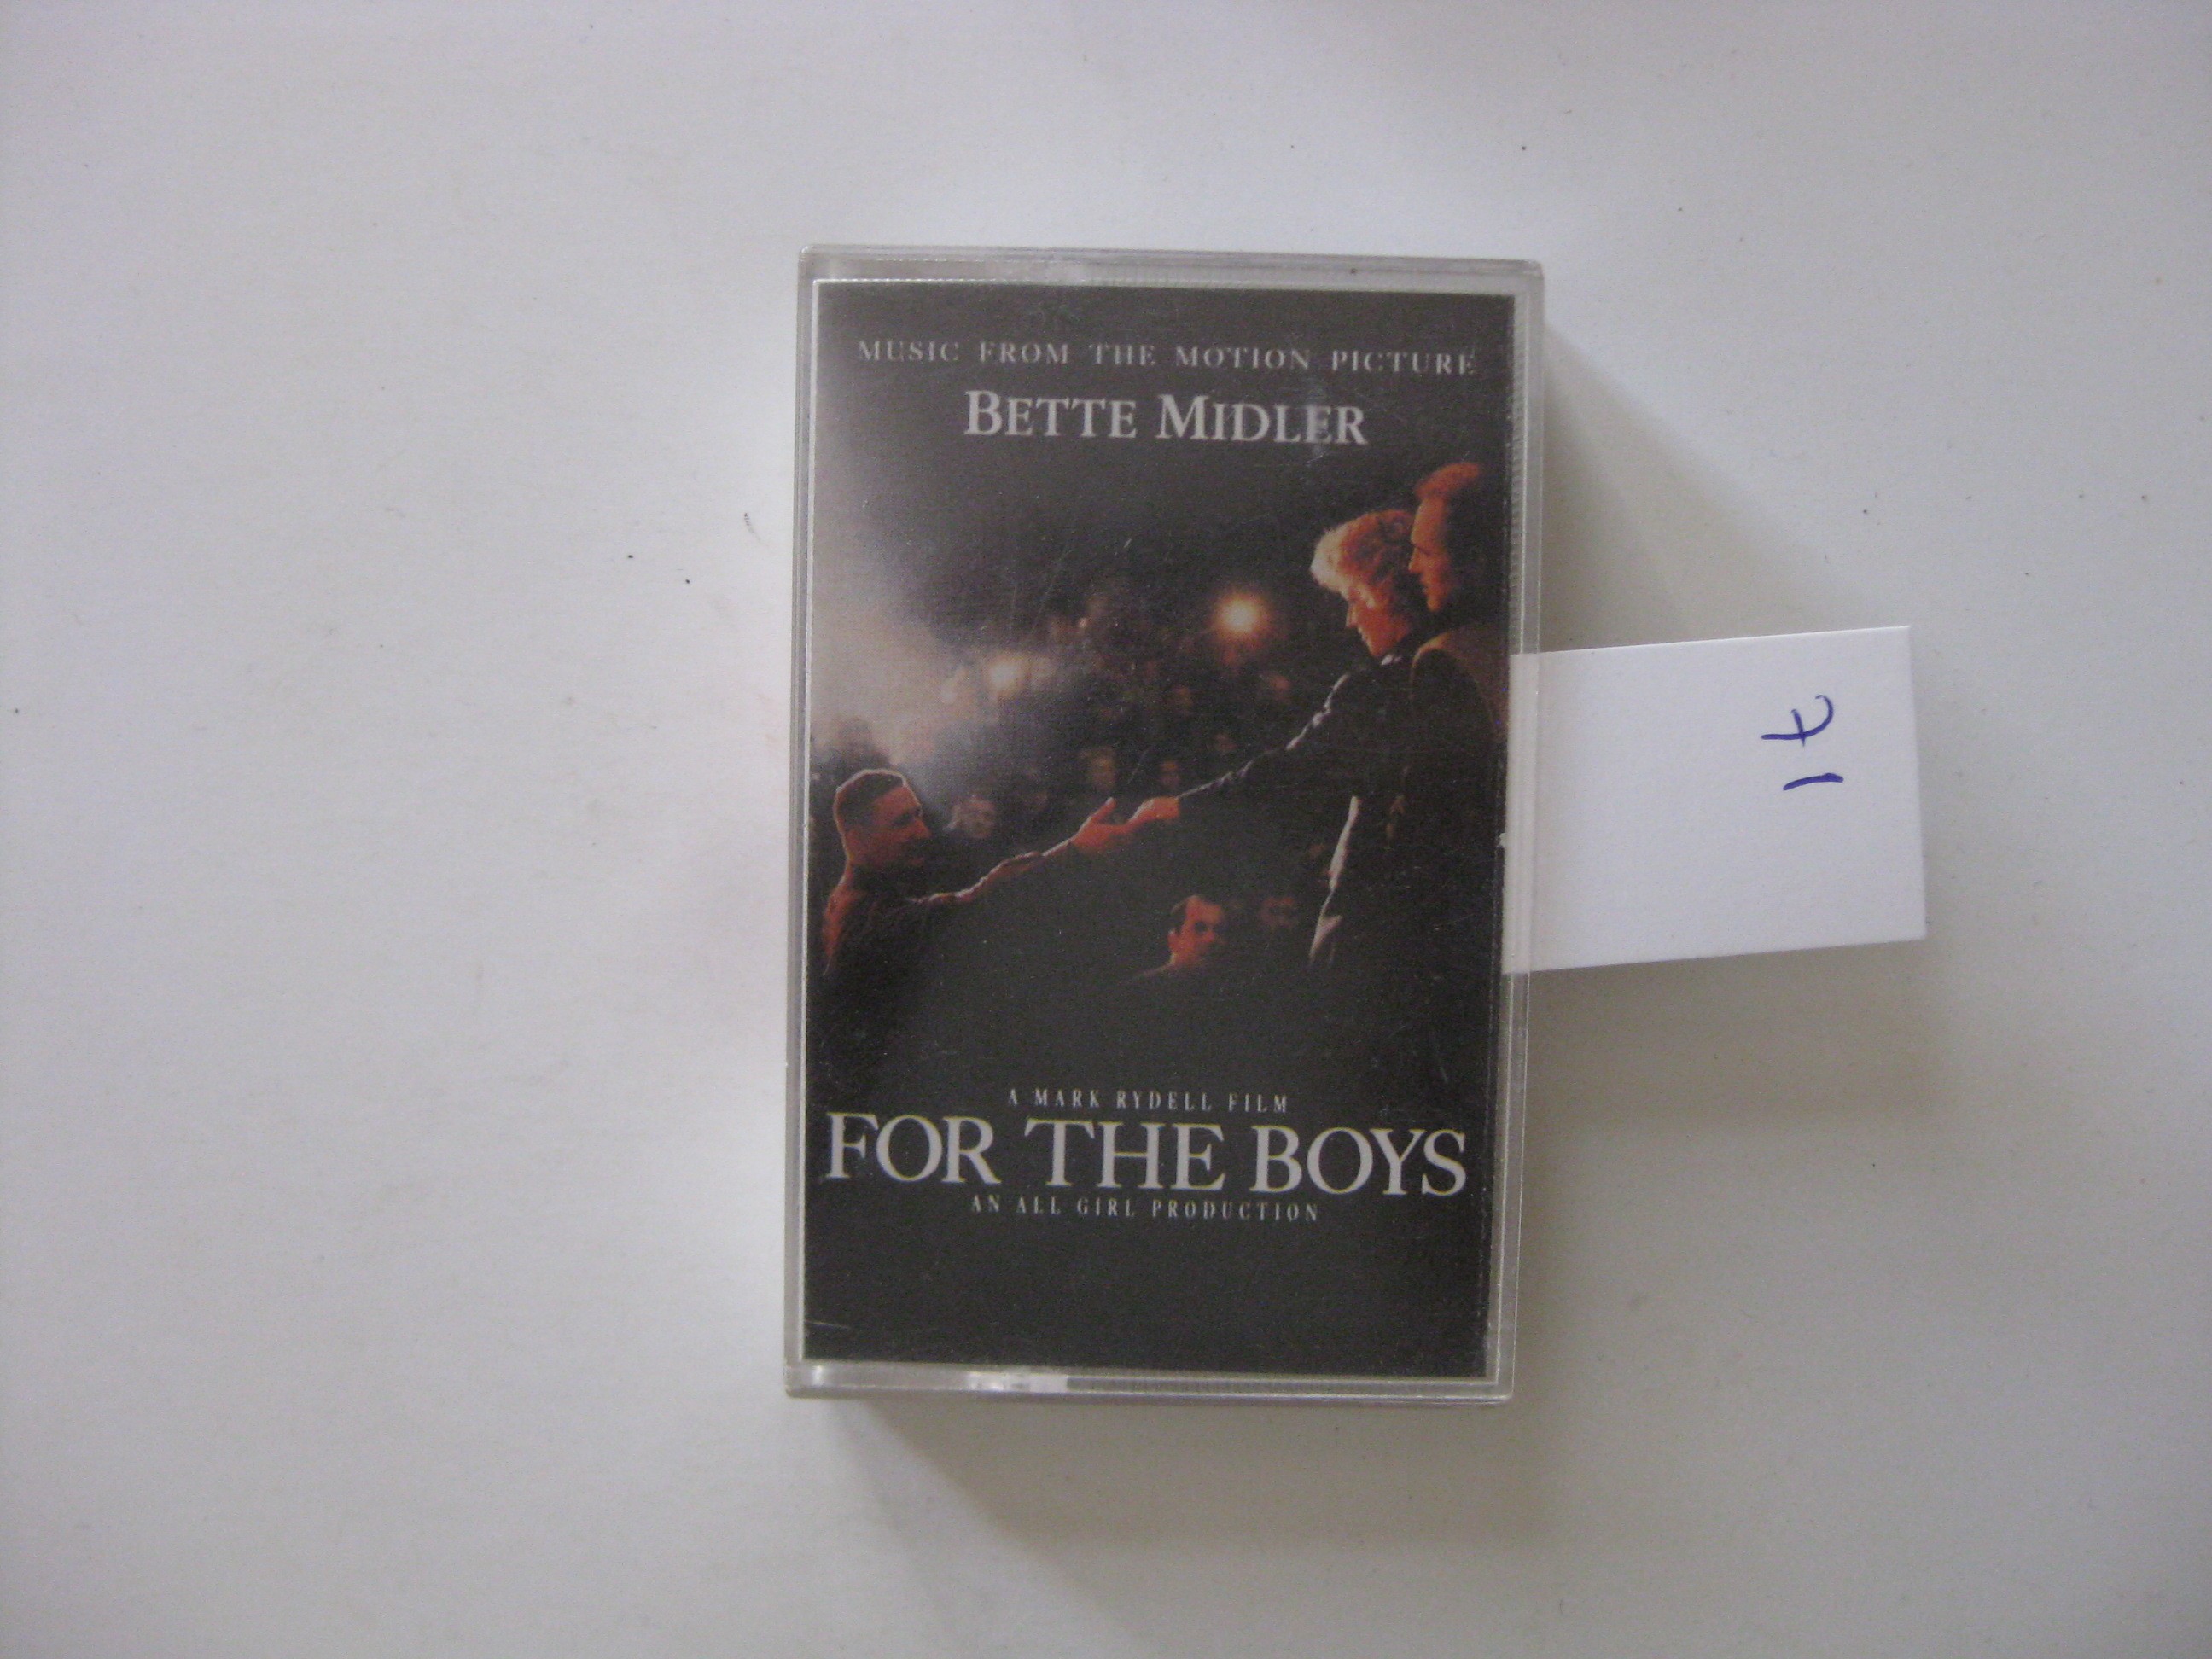 MUSIC FROM THE MOTION PICTURE
BETTE MIDLER
A MARK RYDELL FILM
FOR THE BOYS
AN ALL GIRL PRODUCTION